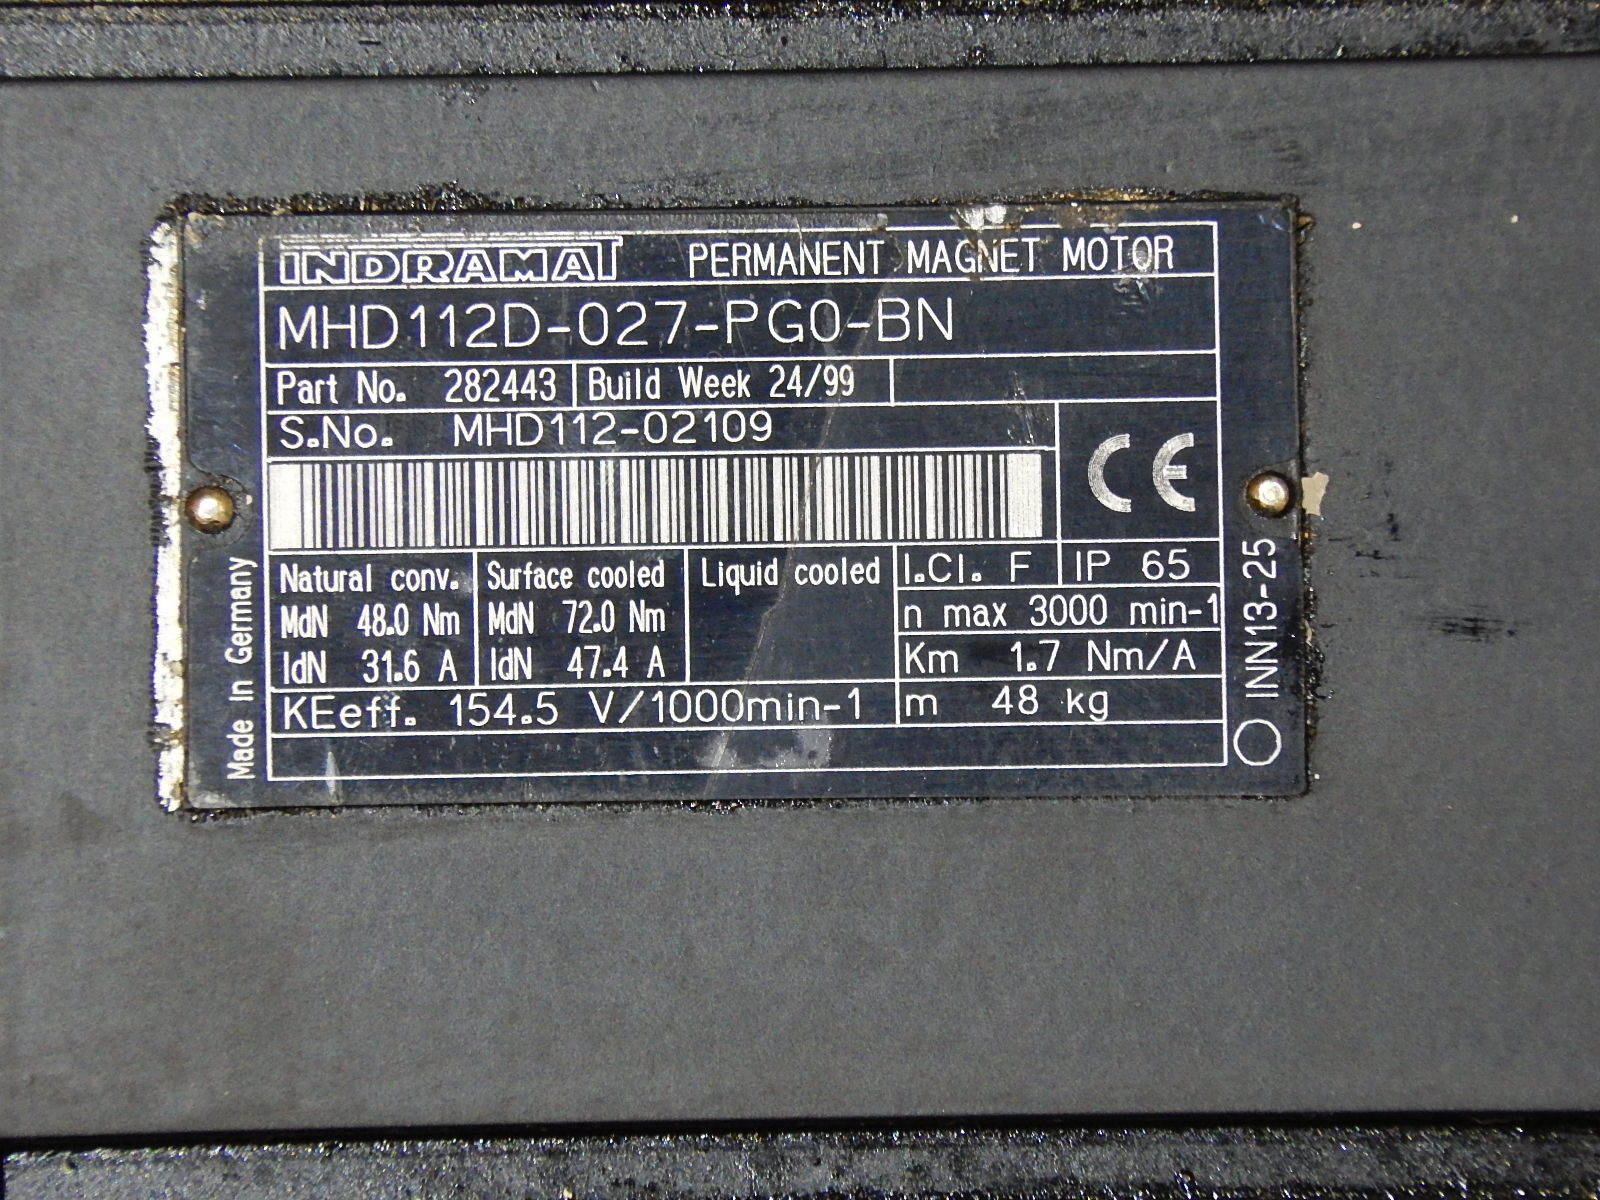 INDRAMAT PERMANENT MAGNET MOTOR
MHD112D-027-PG0-BN
Part No. 282443 Build Week 24/99
S.No. MHD112-02109
CE
Natural conv. Surface cooled Liquid cooled I.Cl. F IP 65
MdN 48.0 Nm MdN 72.0 Nm n max 3000 min-1
IdN 31.6 A IdN 47.4 A Km 1.7 Nm/A
KEeff. 154.5 V/1000min-1 m 48 kg
Made in Germany
INN13-25